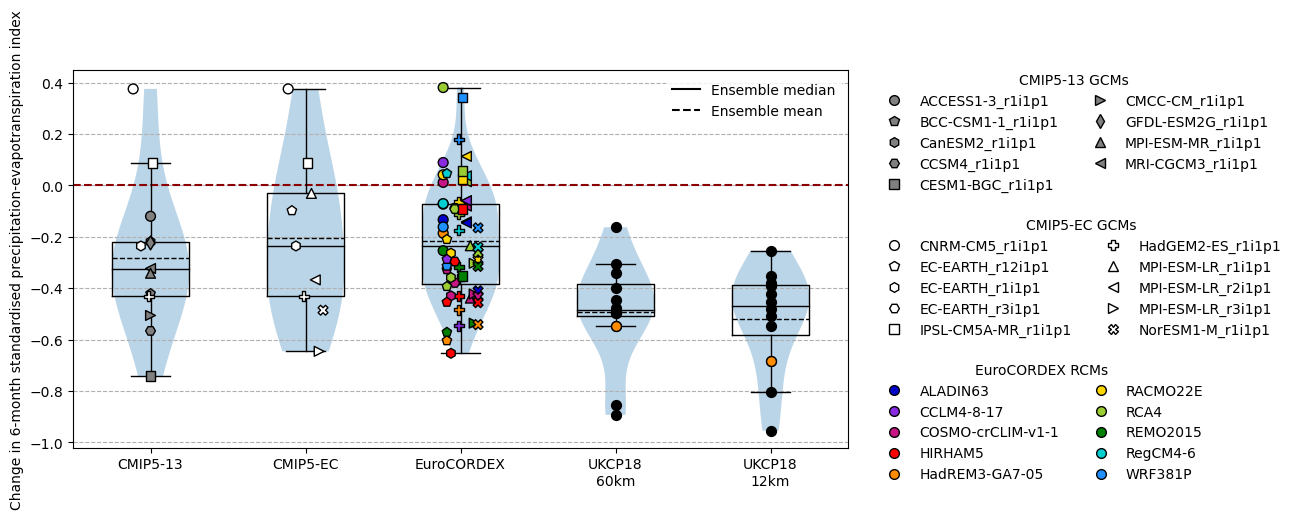 Change in 6-month standardised precipitation-evapotranspiration index
0.4
0.2
0.0
−0.2
−0.4
−0.6
−0.8
−1.0
CMIP5-13
CMIP5-EC
EuroCORDEX
UKCP18
60km
UKCP18
12km
Ensemble median
Ensemble mean
CMIP5-13 GCMs
ACCESS1-3_r1i1p1
BCC-CSM1-1_r1i1p1
CanESM2_r1i1p1
CCSM4_r1i1p1
CESM1-BGC_r1i1p1
CMCC-CM_r1i1p1
GFDL-ESM2G_r1i1p1
MPI-ESM-MR_r1i1p1
MRI-CGCM3_r1i1p1
CMIP5-EC GCMs
CNRM-CM5_r1i1p1
EC-EARTH_r12i1p1
EC-EARTH_r1i1p1
EC-EARTH_r3i1p1
IPSL-CM5A-MR_r1i1p1
HadGEM2-ES_r1i1p1
MPI-ESM-LR_r1i1p1
MPI-ESM-LR_r2i1p1
MPI-ESM-LR_r3i1p1
NorESM1-M_r1i1p1
EuroCORDEX RCMs
ALADIN63
CCLM4-8-17
COSMO-crCLIM-v1-1
HIRHAM5
HadREM3-GA7-05
RACMO22E
RCA4
REMO2015
RegCM4-6
WRF381P